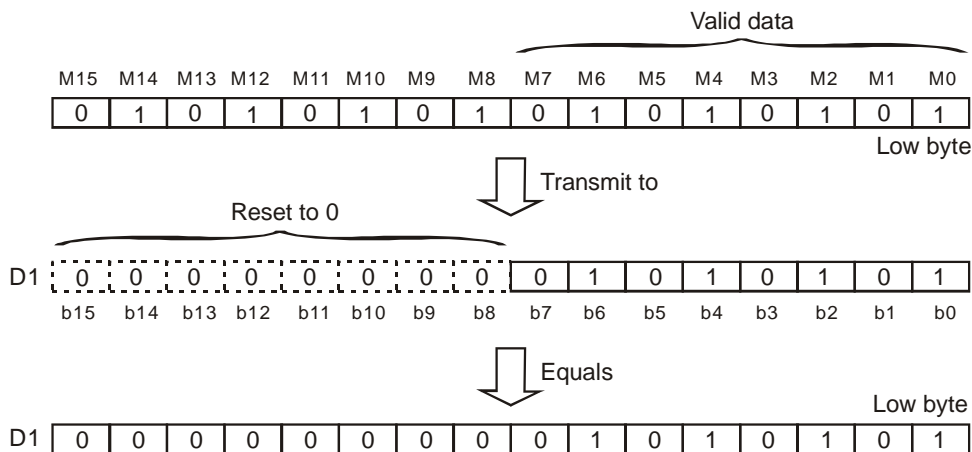 Valid data
M15 M14 M13 M12 M11 M10 M9 M8 M7 M6 M5 M4 M3 M2 M1 M0
0 1 0 1 0 1 0 1 0 1 0 1 0 1 0 1
Low byte
Transmit to
Reset to 0
D1 0 0 0 0 0 0 0 0 0 1 0 1 0 1 0 1
b15 b14 b13 b12 b11 b10 b9 b8 b7 b6 b5 b4 b3 b2 b1 b0
Equals
Low byte
D1 0 0 0 0 0 0 0 0 0 1 0 1 0 1 0 1